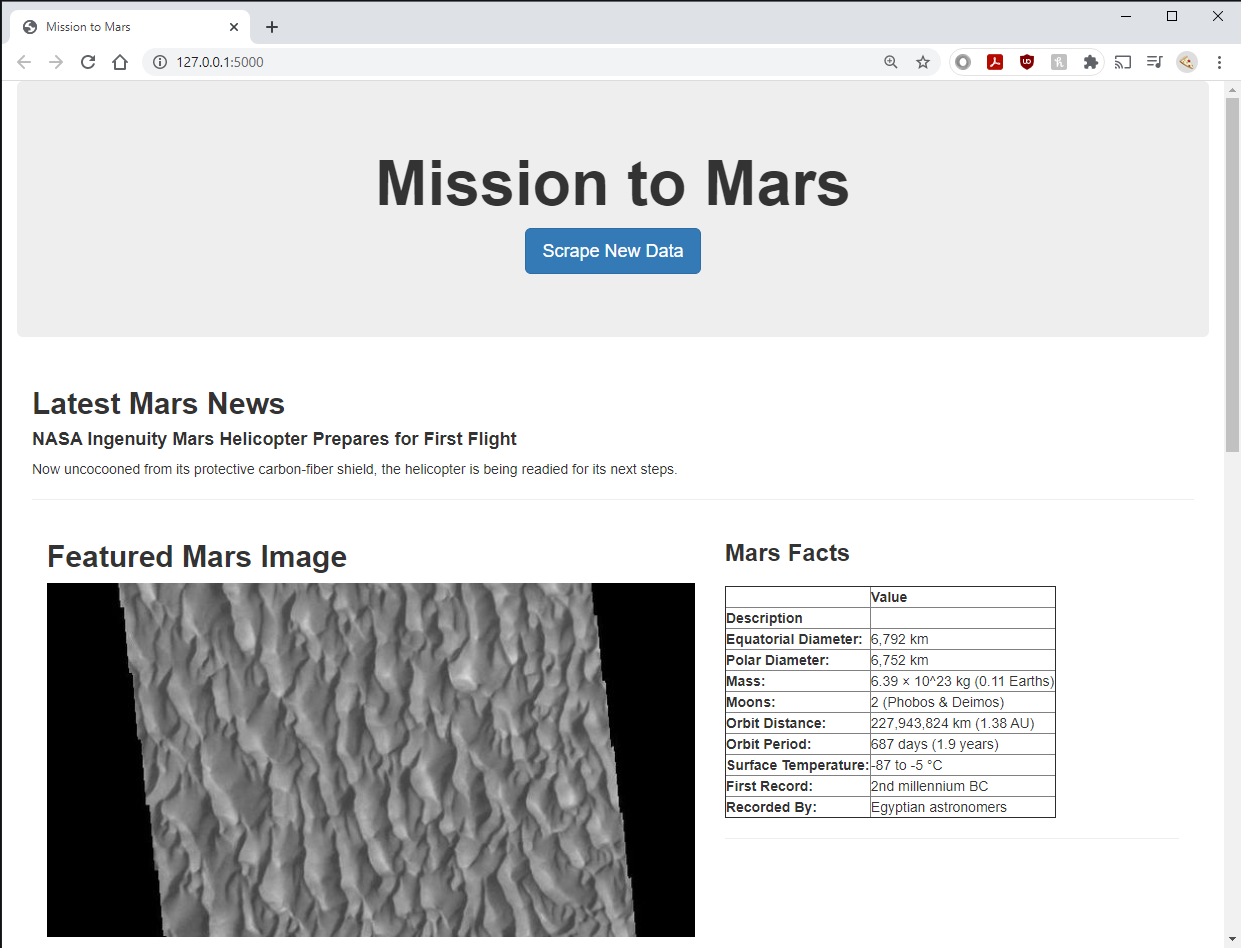 Mission to Mars
127.0.0.1:5000
Mission to Mars
Scrape New Data
Latest Mars News
NASA Ingenuity Mars Helicopter Prepares for First Flight
Now uncocooned from its protective carbon-fiber shield, the helicopter is being readied for its next steps.
Featured Mars Image
Mars Facts
Value
Description
Equatorial Diameter: 6,792 km
Polar Diameter: 6,752 km
Mass: 6.39 × 10^23 kg (0.11 Earths)
Moons: 2 (Phobos & Deimos)
Orbit Distance: 227,943,824 km (1.38 AU)
Orbit Period: 687 days (1.9 years)
Surface Temperature: -87 to -5 °C
First Record: 2nd millennium BC
Recorded By: Egyptian astronomers